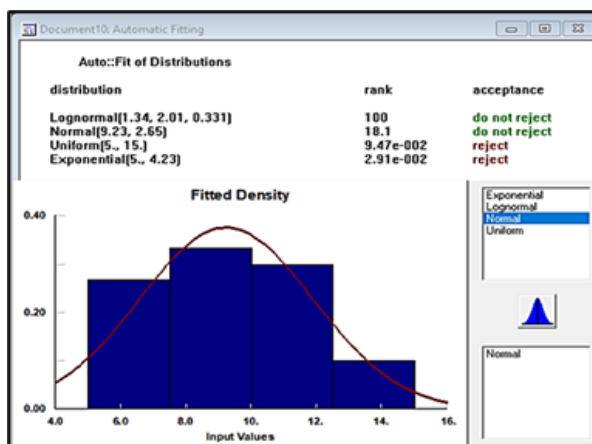 Document10: Automatic Fitting
Auto::Fit of Distributions
distribution rank acceptance
Lognormal(1.34, 2.01, 0.331) 100 do not reject
Normal(9.23, 2.65) 18.1 do not reject
Uniform(5., 15.) 9.47e-002 reject
Exponential(5., 4.23) 2.91e-002 reject
Fitted Density
0.40
0.20
0.00
4.0 6.0 8.0 10. 12. 14. 16.
Input Values
Exponential
Lognormal
Normal
Uniform
Normal